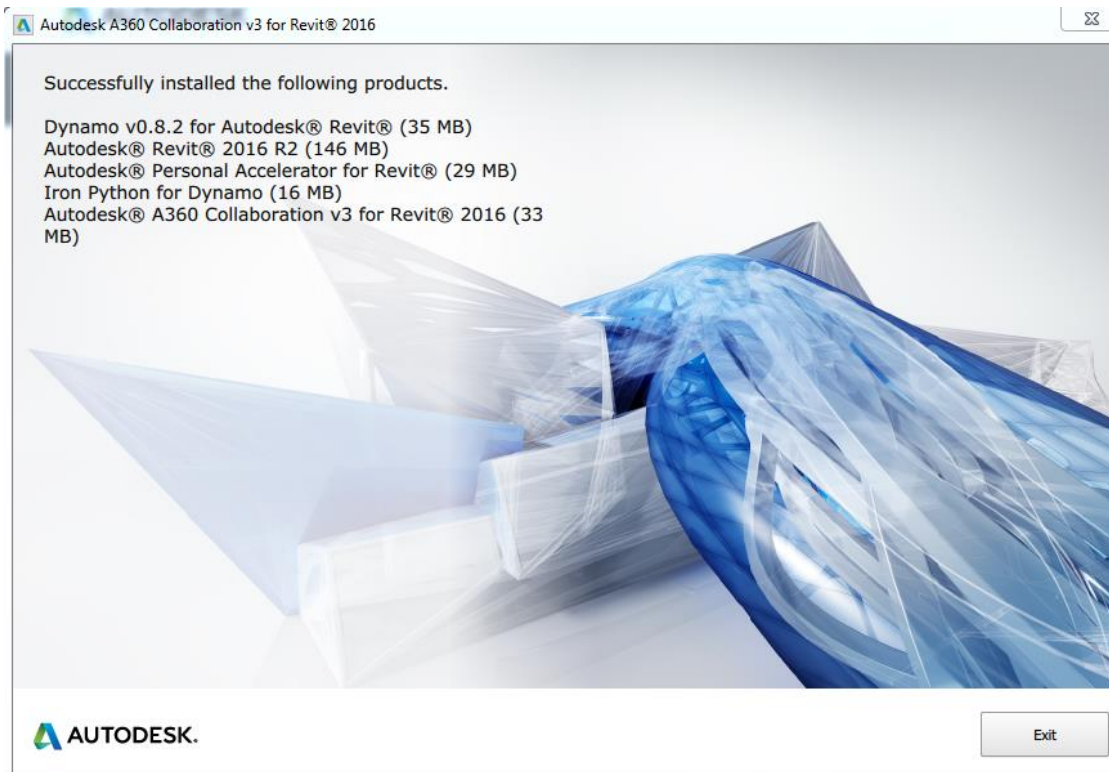 Autodesk A360 Collaboration v3 for Revit® 2016
Successfully installed the following products.
Dynamo v0.8.2 for Autodesk® Revit® (35 MB)
Autodesk® Revit® 2016 R2 (146 MB)
Autodesk® Personal Accelerator for Revit® (29 MB)
Iron Python for Dynamo (16 MB)
Autodesk® A360 Collaboration v3 for Revit® 2016 (33
MB)
AUTODESK.
Exit